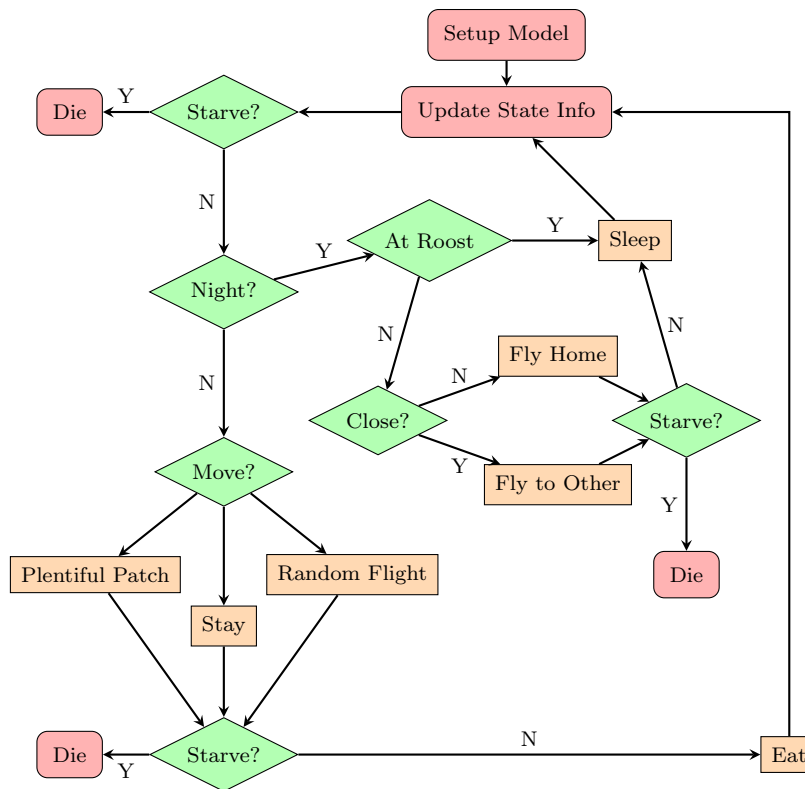 Setup Model
Die
Y
Starve?
Update State Info
N
At Roost
Y
Sleep
Y
Night?
N
N
Fly Home
N
N
Close?
Starve?
Y
Fly to Other
Move?
Y
Plentiful Patch
Random Flight
Die
Stay
Die
Y
Starve?
N
Eat